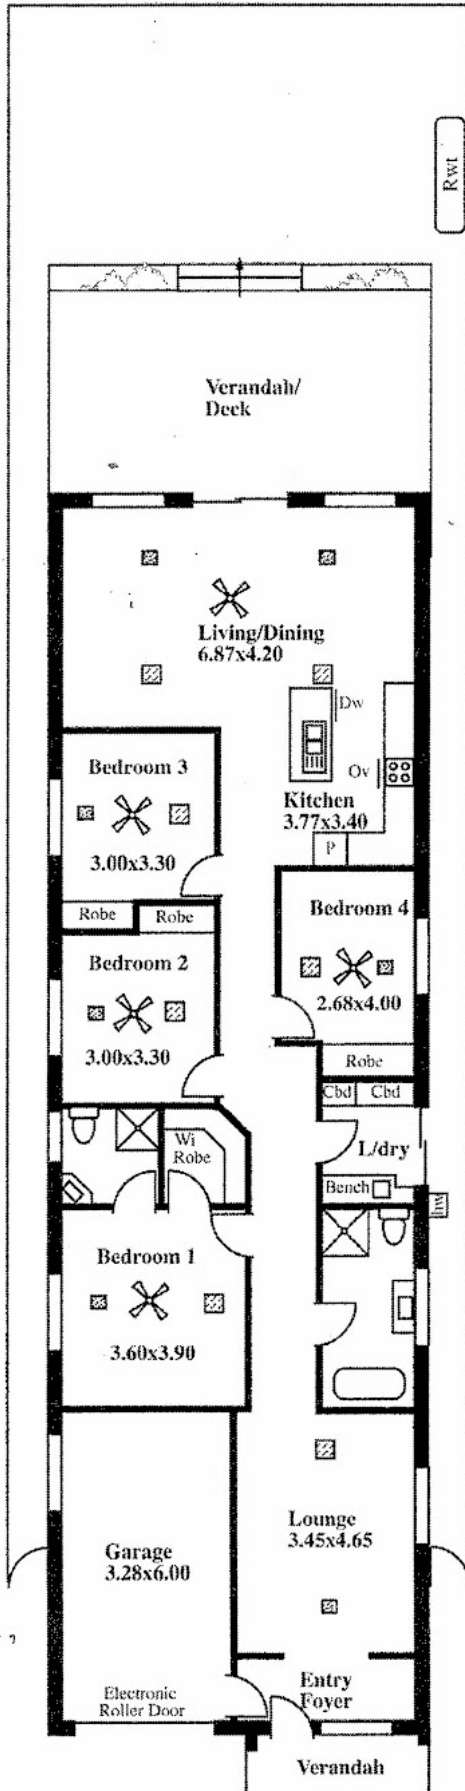 Rwt
Verandah/
Deck
Living/Dining
6.87x4.20
Dw
Ov
Kitchen
3.77x3.40
P
Bedroom 3
3.00x3.30
Robe
Robe
Bedroom 4
2.68x4.00
Robe
Bedroom 2
3.00x3.30
Cbd
Cbd
L/dry
Bench
Wi
Robe
Hw
Bedroom 1
3.60x3.90
Lounge
3.45x4.65
Garage
3.28x6.00
Electronic
Roller Door
Entry
Foyer
Verandah